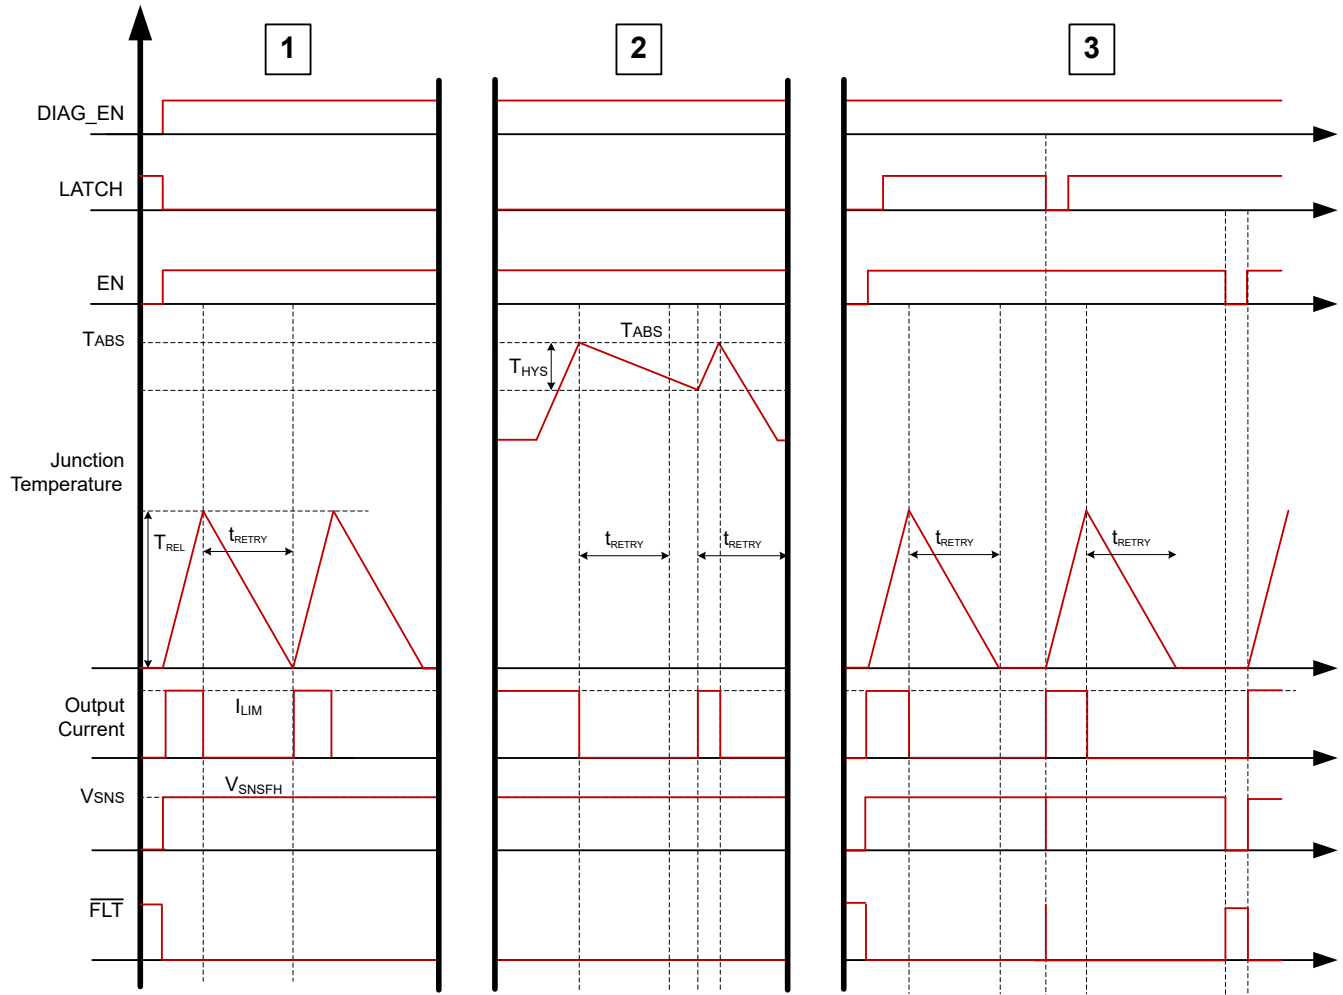 1
2
3
DIAG_EN
LATCH
EN
TABS
TABS
THYS
Junction
Temperature
TREL
tRETRY
tRETRY
tRETRY
tRETRY
tRETRY
Output
Current
ILIM
VSNS
VSNSFH
FLT